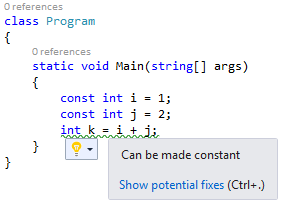 0 references
class Program
{
0 references
static void Main(string[] args)
{
const int i = 1;
const int j = 2;
int k = i + j;
}
}
Can be made constant
Show potential fixes (Ctrl+.)